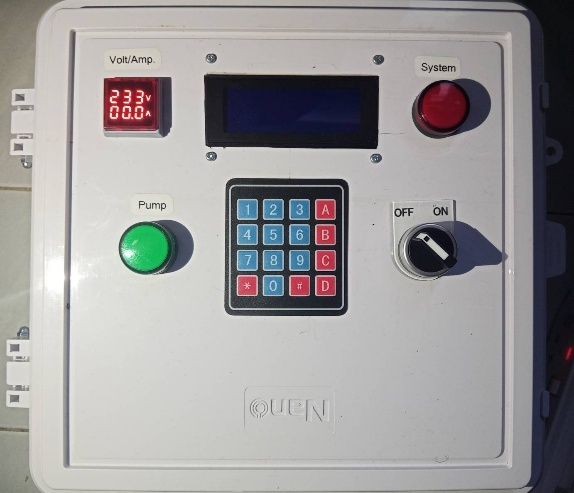 Volt/Amp.
System
233V
00.0A
Pump
OFF ON
1 2 3 A
4 5 6 B
7 8 9 C
* 0 # D
Nano